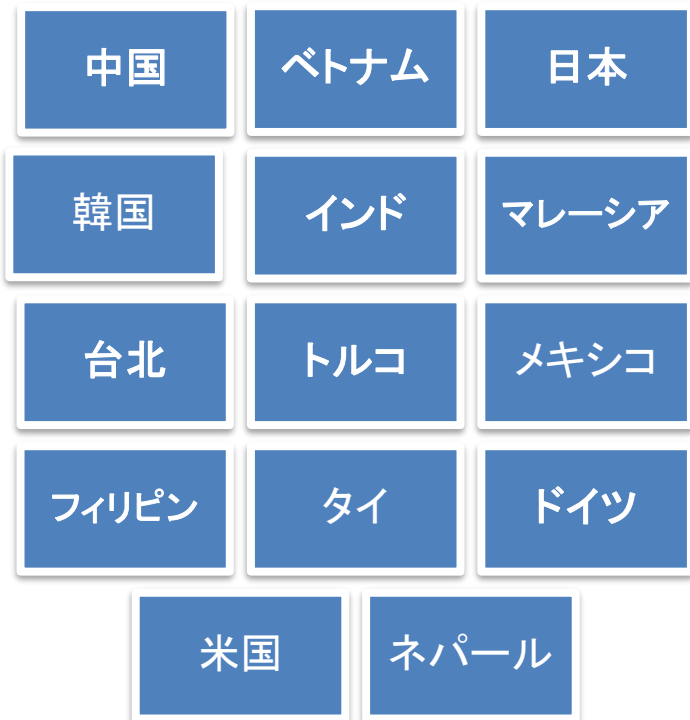 中国
ベトナム
日本
韓国
インド
マレーシア
台北
トルコ
メキシコ
フィリピン
タイ
ドイツ
米国
ネパール